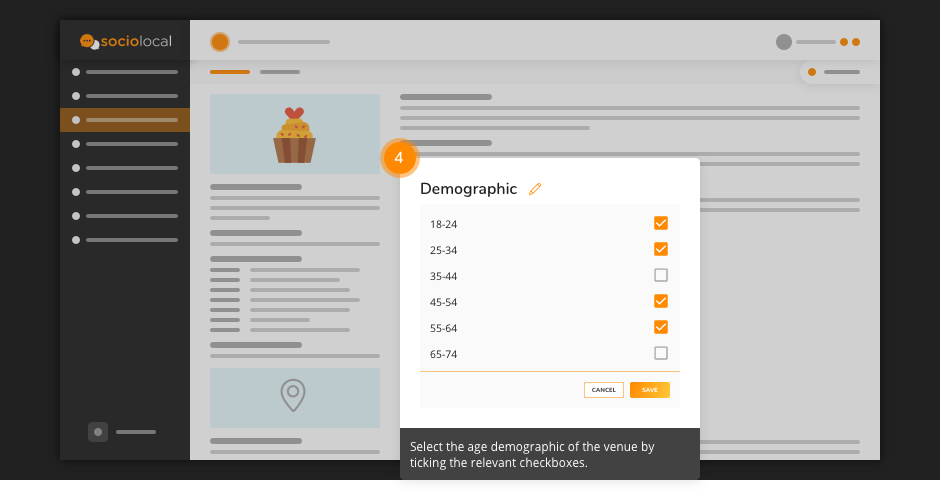 sociolocal
4
Demographic
18-24
25-34
35-44
45-54
55-64
65-74
CANCEL SAVE
Select the age demographic of the venue by
ticking the relevant checkboxes.